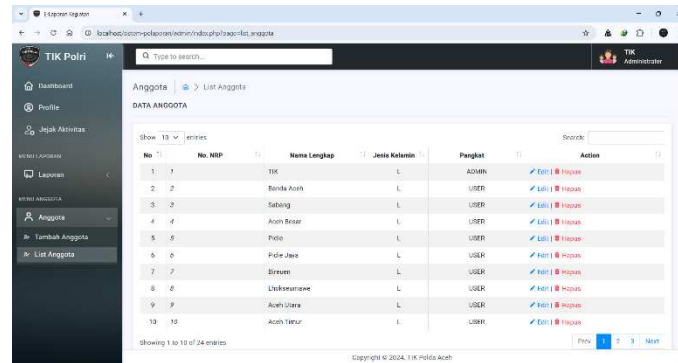 E-Laporan Kegiatan
localhost/sistem-pelaporan/admin/index.php?page=list_anggota
TIK Polri
Type to search...
TIK
Administrator
Dashboard
Profile
Jejak Aktivitas
MENU LAPORAN
Laporan
MENU ANGGOTA
Anggota
Tambah Anggota
List Anggota
Anggota > List Anggota
DATA ANGGOTA
Show 10 entries Search:
No No. NRP Nama Lengkap Jenis Kelamin Pangkat Action
1 1 TIK L ADMIN Edit | Hapus
2 2 Banda Aceh L USER Edit | Hapus
3 3 Sabang L USER Edit | Hapus
4 4 Aceh Besar L USER Edit | Hapus
5 5 Pidie L USER Edit | Hapus
6 6 Pidie Jaya L USER Edit | Hapus
7 7 Bireuen L USER Edit | Hapus
8 8 Lhokseumawe L USER Edit | Hapus
9 9 Aceh Utara L USER Edit | Hapus
10 10 Aceh Timur L USER Edit | Hapus
Showing 1 to 10 of 24 entries Prev 1 2 3 Next
Copyright © 2024. TIK Polda Aceh